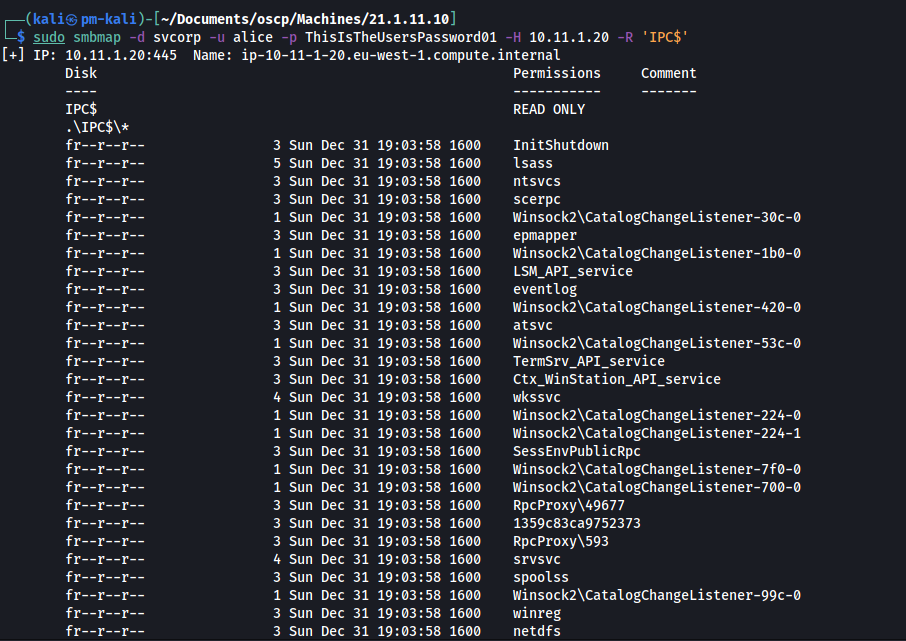 ┌──(kali㉿pm-kali)-[~/Documents/oscp/Machines/21.1.11.10]
└─$ sudo smbmap -d svcorp -u alice -p ThisIsTheUsersPassword01 -H 10.11.1.20 -R 'IPC$'
[+] IP: 10.11.1.20:445 Name: ip-10-11-1-20.eu-west-1.compute.internal
Disk Permissions Comment
---- ----------- -------
IPC$ READ ONLY
.\IPC$\*
fr--r--r-- 3 Sun Dec 31 19:03:58 1600 InitShutdown
fr--r--r-- 5 Sun Dec 31 19:03:58 1600 lsass
fr--r--r-- 3 Sun Dec 31 19:03:58 1600 ntsvcs
fr--r--r-- 3 Sun Dec 31 19:03:58 1600 scerpc
fr--r--r-- 1 Sun Dec 31 19:03:58 1600 Winsock2\CatalogChangeListener-30c-0
fr--r--r-- 3 Sun Dec 31 19:03:58 1600 epmapper
fr--r--r-- 1 Sun Dec 31 19:03:58 1600 Winsock2\CatalogChangeListener-1b0-0
fr--r--r-- 3 Sun Dec 31 19:03:58 1600 LSM_API_service
fr--r--r-- 3 Sun Dec 31 19:03:58 1600 eventlog
fr--r--r-- 1 Sun Dec 31 19:03:58 1600 Winsock2\CatalogChangeListener-420-0
fr--r--r-- 3 Sun Dec 31 19:03:58 1600 atsvc
fr--r--r-- 1 Sun Dec 31 19:03:58 1600 Winsock2\CatalogChangeListener-53c-0
fr--r--r-- 3 Sun Dec 31 19:03:58 1600 TermSrv_API_service
fr--r--r-- 3 Sun Dec 31 19:03:58 1600 Ctx_WinStation_API_service
fr--r--r-- 4 Sun Dec 31 19:03:58 1600 wkssvc
fr--r--r-- 1 Sun Dec 31 19:03:58 1600 Winsock2\CatalogChangeListener-224-0
fr--r--r-- 1 Sun Dec 31 19:03:58 1600 Winsock2\CatalogChangeListener-224-1
fr--r--r-- 3 Sun Dec 31 19:03:58 1600 SessEnvPublicRpc
fr--r--r-- 1 Sun Dec 31 19:03:58 1600 Winsock2\CatalogChangeListener-7f0-0
fr--r--r-- 1 Sun Dec 31 19:03:58 1600 Winsock2\CatalogChangeListener-700-0
fr--r--r-- 3 Sun Dec 31 19:03:58 1600 RpcProxy\49677
fr--r--r-- 3 Sun Dec 31 19:03:58 1600 1359c83ca9752373
fr--r--r-- 3 Sun Dec 31 19:03:58 1600 RpcProxy\593
fr--r--r-- 4 Sun Dec 31 19:03:58 1600 srvsvc
fr--r--r-- 3 Sun Dec 31 19:03:58 1600 spoolss
fr--r--r-- 1 Sun Dec 31 19:03:58 1600 Winsock2\CatalogChangeListener-99c-0
fr--r--r-- 3 Sun Dec 31 19:03:58 1600 winreg
fr--r--r-- 3 Sun Dec 31 19:03:58 1600 netdfs